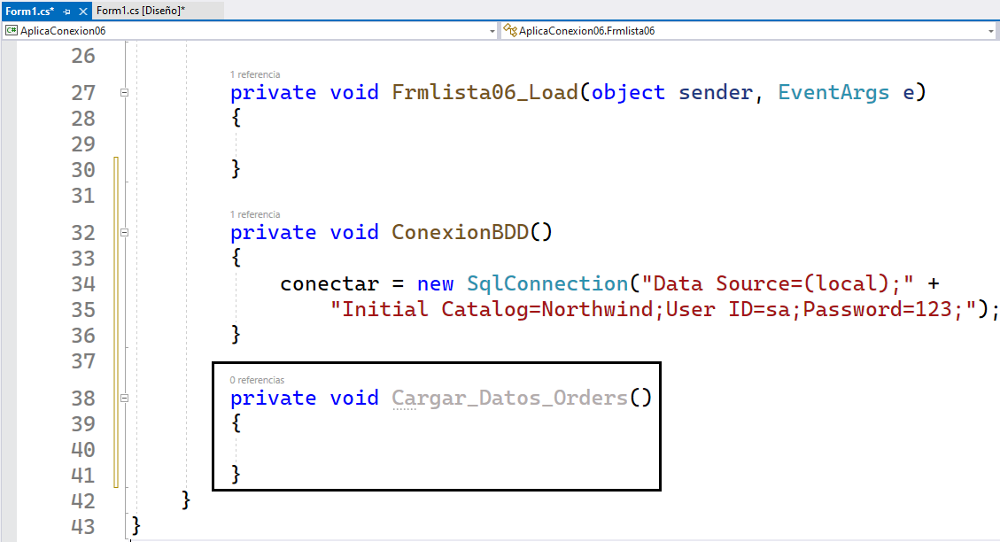 Form1.cs*
Form1.cs [Diseño]*
C# AplicaConexion06
AplicaConexion06.Frmlista06
26
1 referencia
27 private void Frmlista06_Load(object sender, EventArgs e)
28 {
29
30 }
31
1 referencia
32 private void ConexionBDD()
33 {
34 conectar = new SqlConnection("Data Source=(local);" +
35 "Initial Catalog=Northwind;User ID=sa;Password=123;");
36 }
37
0 referencias
38 private void Cargar_Datos_Orders()
39 {
40
41 }
42 }
43 }